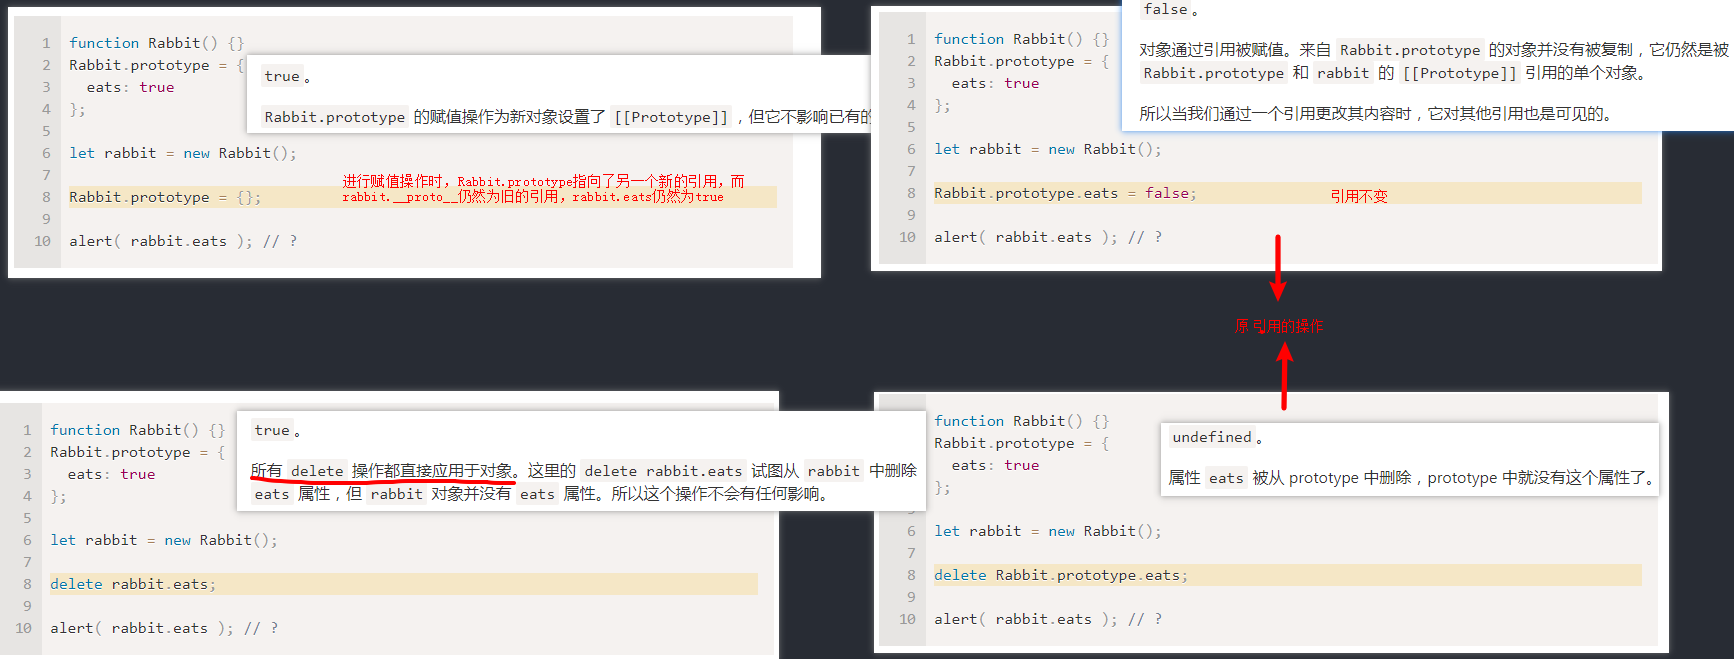 1 function Rabbit() {}
2 Rabbit.prototype = {
3 eats: true
4 };
5
6 let rabbit = new Rabbit();
7
8 Rabbit.prototype = {};
9
10 alert( rabbit.eats ); // ?
true 。
Rabbit.prototype 的赋值操作为新对象设置了 [[Prototype]] ，但它不影响已有的
进行赋值操作时，Rabbit.prototype指向了另一个新的引用，而
rabbit.__proto__仍然为旧的引用，rabbit.eats仍然为true
1 function Rabbit() {}
2 Rabbit.prototype = {
3 eats: true
4 };
5
6 let rabbit = new Rabbit();
7
8 Rabbit.prototype.eats = false;
9
10 alert( rabbit.eats ); // ?
false 。
对象通过引用被赋值。来自 Rabbit.prototype 的对象并没有被复制，它仍然是被
Rabbit.prototype 和 rabbit 的 [[Prototype]] 引用的单个对象。
所以当我们通过一个引用更改其内容时，它对其他引用也是可见的。
引用不变
原 引用的操作
1 function Rabbit() {}
2 Rabbit.prototype = {
3 eats: true
4 };
5
6 let rabbit = new Rabbit();
7
8 delete rabbit.eats;
9
10 alert( rabbit.eats ); // ?
true 。
所有 delete 操作都直接应用于对象。这里的 delete rabbit.eats 试图从 rabbit 中删除
eats 属性，但 rabbit 对象并没有 eats 属性。所以这个操作不会有任何影响。
1 function Rabbit() {}
2 Rabbit.prototype = {
3 eats: true
4 };
6 let rabbit = new Rabbit();
7
8 delete Rabbit.prototype.eats;
9
10 alert( rabbit.eats ); // ?
undefined 。
属性 eats 被从 prototype 中删除，prototype 中就没有这个属性了。